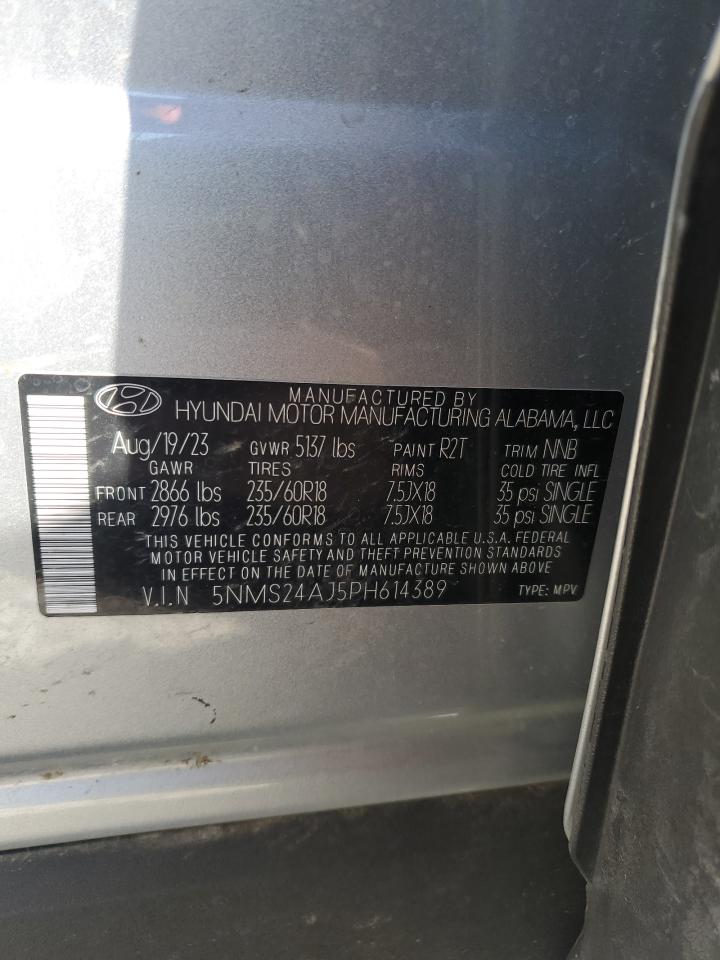 MANUFACTURED BY
HYUNDAI MOTOR MANUFACTURING ALABAMA, LLC
Aug/19/23 GVWR 5137 lbs PAINT R2T TRIM NNB
GAWR TIRES RIMS COLD TIRE INFL
FRONT 2866 lbs 235/60R18 7.5JX18 35 psi SINGLE
REAR 2976 lbs 235/60R18 7.5JX18 35 psi SINGLE
THIS VEHICLE CONFORMS TO ALL APPLICABLE U.S.A. FEDERAL
MOTOR VEHICLE SAFETY AND THEFT PREVENTION STANDARDS
IN EFFECT ON THE DATE OF MANUFACTURE SHOWN ABOVE
V.I.N 5NMS24AJ5PH614389 TYPE: MPV